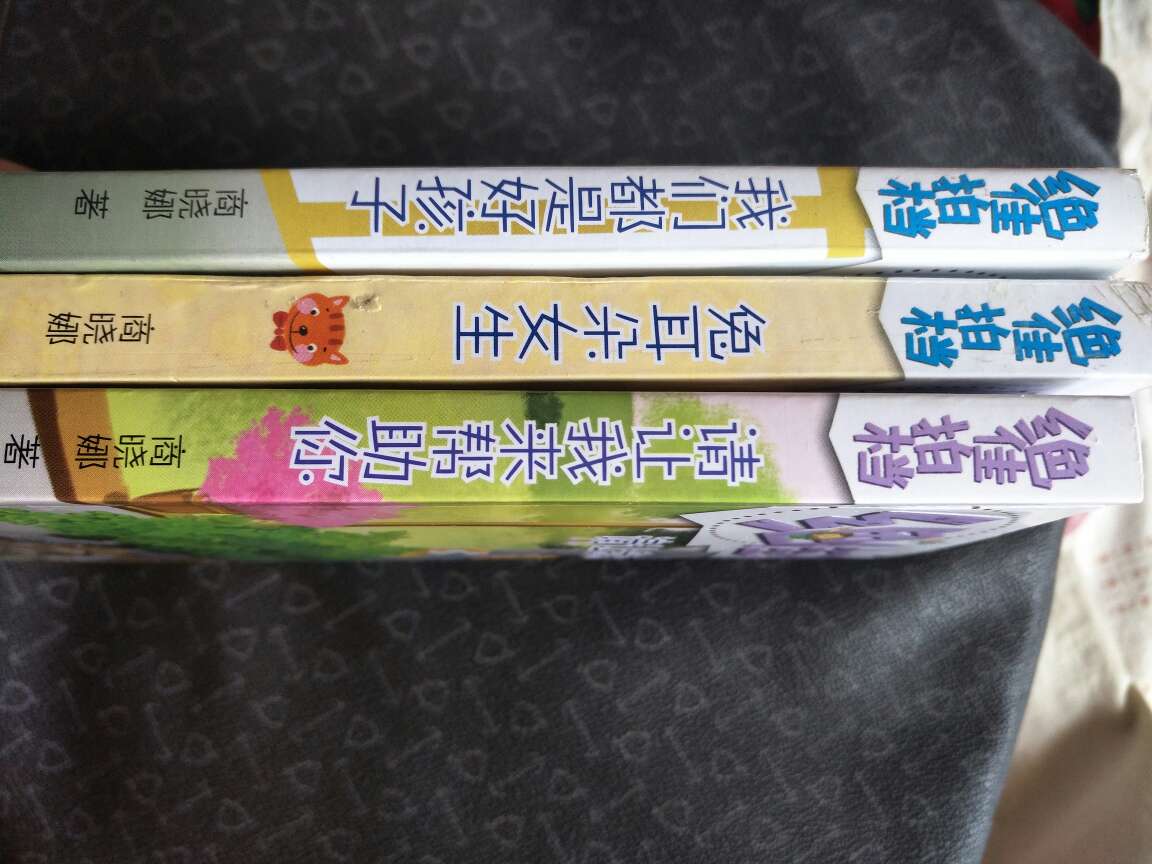 绝佳拍档 我们都是好孩子 商晓娜 著
绝佳拍档 兔耳朵女生 商晓娜
绝佳拍档 请让我来帮助你 商晓娜 著